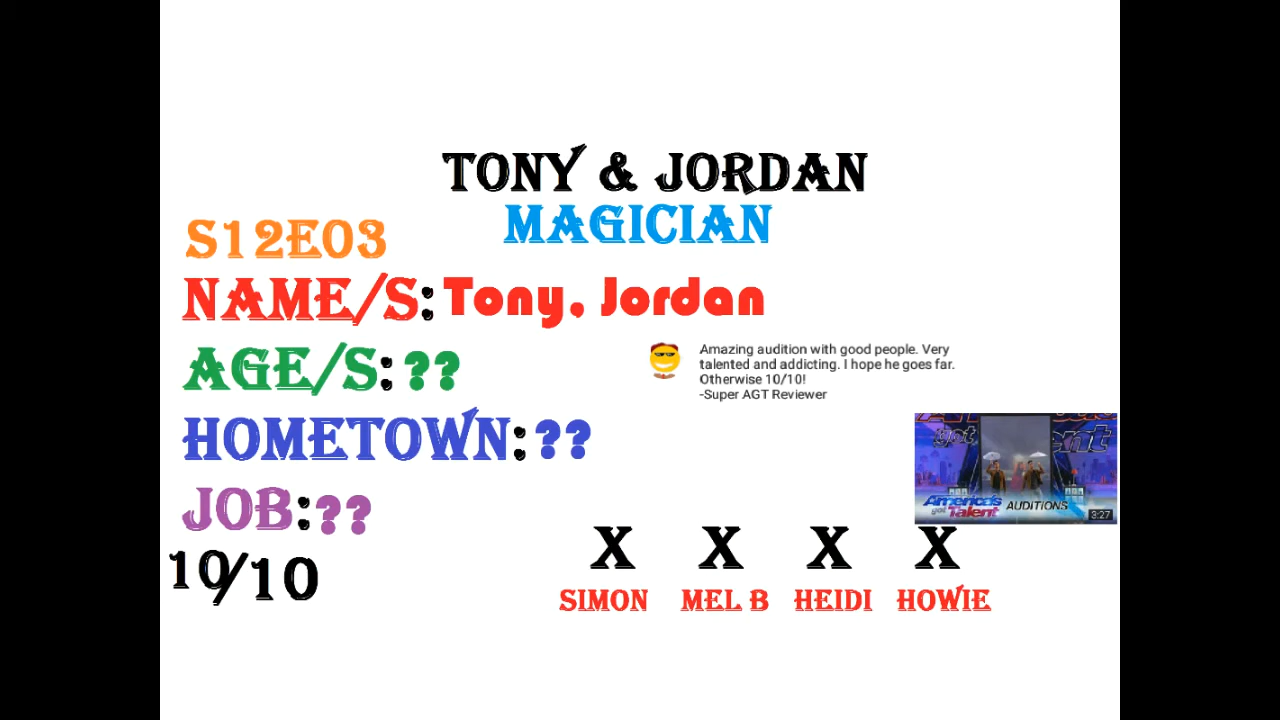 TONY & JORDAN
MAGICIAN
S12E03
NAME/S: Tony, Jordan
AGE/S: ??
HOMETOWN: ??
JOB: ??
10/10
Amazing audition with good people. Very
talented and addicting. I hope he goes far.
Otherwise 10/10!
-Super AGT Reviewer
got
America's
got Talent AUDITIONS
3:27
X X X X
SIMON MEL B HEIDI HOWIE